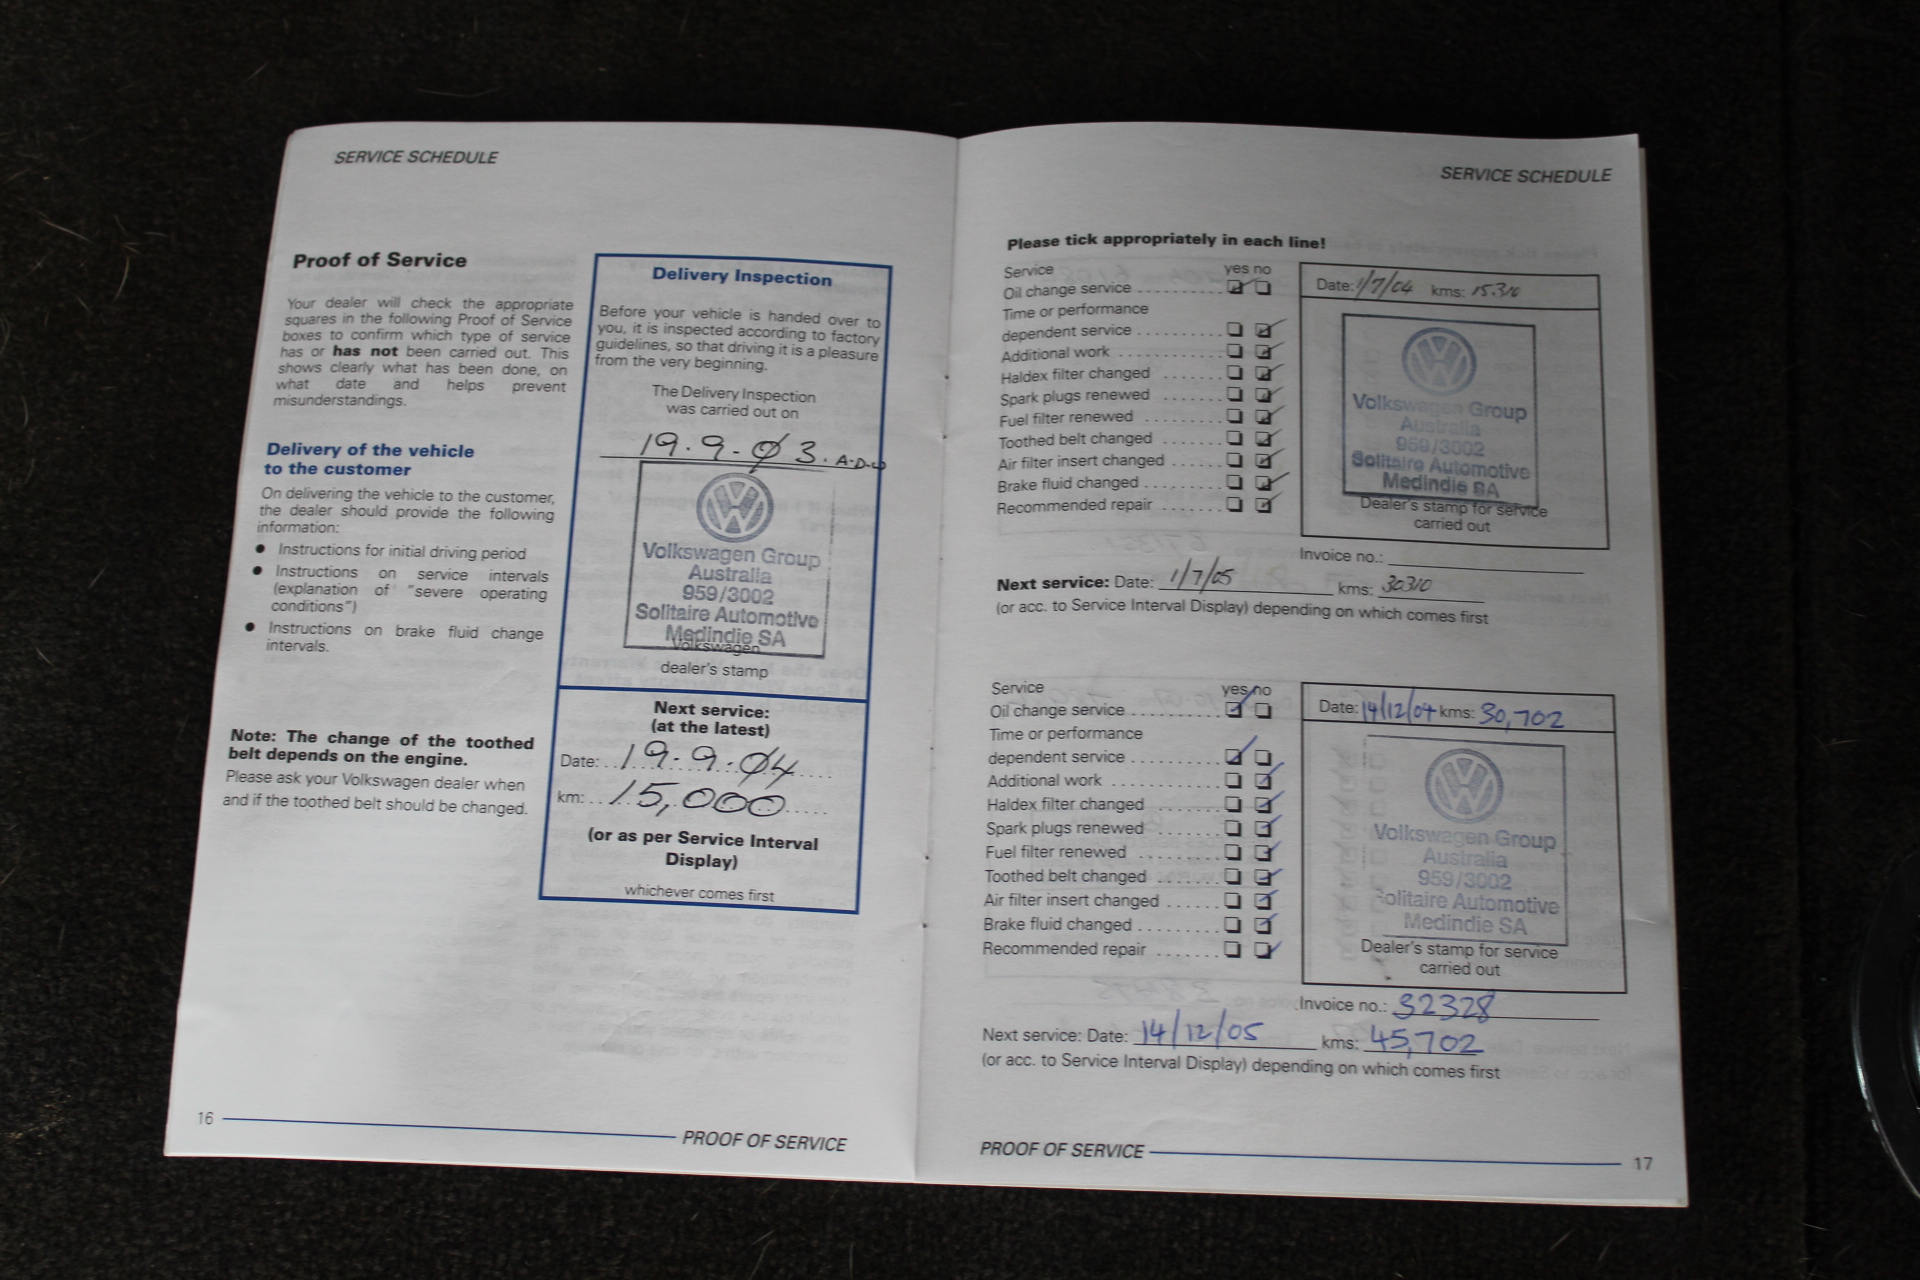 SERVICE SCHEDULE
Proof of Service
Your dealer will check the appropriate
squares in the following Proof of Service
boxes to confirm which type of service
has or has not been carried out. This
shows clearly what has been done, on
what date and helps prevent
misunderstandings.
Delivery of the vehicle
to the customer
On delivering the vehicle to the customer,
the dealer should provide the following
information:
● Instructions for initial driving period
● Instructions on service intervals
(explanation of "severe operating
conditions")
● Instructions on brake fluid change
intervals.
Note: The change of the toothed
belt depends on the engine.
Please ask your Volkswagen dealer when
and if the toothed belt should be changed.
Delivery Inspection
Before your vehicle is handed over to
you, it is inspected according to factory
guidelines, so that driving it is a pleasure
from the very beginning.
The Delivery Inspection
was carried out on
19.9.03. A-D-
Volkswagen Group
Australia
959/3002
Solitaire Automotive
Medindie SA
Volkswagen
dealer's stamp
Next service:
(at the latest)
Date: 19.9.04
km: 15,000
(or as per Service Interval
Display)
whichever comes first
16
PROOF OF SERVICE
SERVICE SCHEDULE
Please tick appropriately in each line!
Service yes no
Oil change service
Time or performance
dependent service
Additional work
Haldex filter changed
Spark plugs renewed
Fuel filter renewed
Toothed belt changed
Air filter insert changed
Brake fluid changed
Recommended repair
Date: 1/7/04 kms: 15310
Volkswagen Group
Australia
959/3002
Solitaire Automotive
Medindie SA
Dealer's stamp for service
carried out
Invoice no.:
Next service: Date: 1/7/05 kms: 30310
(or acc. to Service Interval Display) depending on which comes first
Service yes no
Oil change service
Time or performance
dependent service
Additional work
Haldex filter changed
Spark plugs renewed
Fuel filter renewed
Toothed belt changed
Air filter insert changed
Brake fluid changed
Recommended repair
Date: 14/12/04 kms: 30,702
Volkswagen Group
Australia
959/3002
Solitaire Automotive
Medindie SA
Dealer's stamp for service
carried out
Invoice no.: 32328
Next service: Date: 14/12/05 kms: 45,702
(or acc. to Service Interval Display) depending on which comes first
PROOF OF SERVICE
17